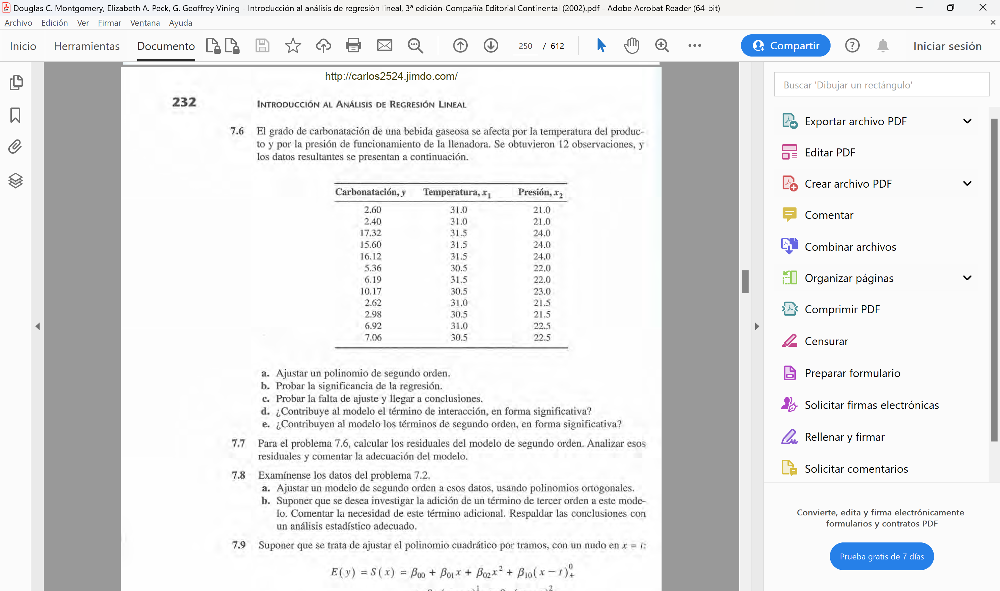 Douglas C. Montgomery, Elizabeth A. Peck, G. Geoffrey Vining - Introducción al análisis de regresión lineal, 3ª edición-Compañía Editorial Continental (2002).pdf - Adobe Acrobat Reader (64-bit)
Archivo Edición Ver Firmar Ventana Ayuda
Inicio Herramientas Documento 250 / 612 Compartir Iniciar sesión
http://carlos2524.jimdo.com/
232 INTRODUCCIÓN AL ANÁLISIS DE REGRESIÓN LINEAL
7.6 El grado de carbonatación de una bebida gaseosa se afecta por la temperatura del produc-
to y por la presión de funcionamiento de la llenadora. Se obtuvieron 12 observaciones, y
los datos resultantes se presentan a continuación.
Carbonatación, y Temperatura, x₁ Presión, x₂
2.60 31.0 21.0
2.40 31.0 21.0
17.32 31.5 24.0
15.60 31.5 24.0
16.12 31.5 24.0
5.36 30.5 22.0
6.19 31.5 22.0
10.17 30.5 23.0
2.62 31.0 21.5
2.98 30.5 21.5
6.92 31.0 22.5
7.06 30.5 22.5
a. Ajustar un polinomio de segundo orden.
b. Probar la significancia de la regresión.
c. Probar la falta de ajuste y llegar a conclusiones.
d. ¿Contribuye al modelo el término de interacción, en forma significativa?
e. ¿Contribuyen al modelo los términos de segundo orden, en forma significativa?
7.7 Para el problema 7.6, calcular los residuales del modelo de segundo orden. Analizar esos
residuales y comentar la adecuación del modelo.
7.8 Examínense los datos del problema 7.2.
a. Ajustar un modelo de segundo orden a esos datos, usando polinomios ortogonales.
b. Suponer que se desea investigar la adición de un término de tercer orden a este mode-
lo. Comentar la necesidad de este término adicional. Respaldar las conclusiones con
un análisis estadístico adecuado.
7.9 Suponer que se trata de ajustar el polinomio cuadrático por tramos, con un nudo en x = t:
E(y) = S(x) = β₀₀ + β₀₁x + β₀₂x² + β₁₀(x − t)⁰₊
Buscar 'Dibujar un rectángulo'
Exportar archivo PDF
Editar PDF
Crear archivo PDF
Comentar
Combinar archivos
Organizar páginas
Comprimir PDF
Censurar
Preparar formulario
Solicitar firmas electrónicas
Rellenar y firmar
Solicitar comentarios
Convierte, edita y firma electrónicamente
formularios y contratos PDF
Prueba gratis de 7 días